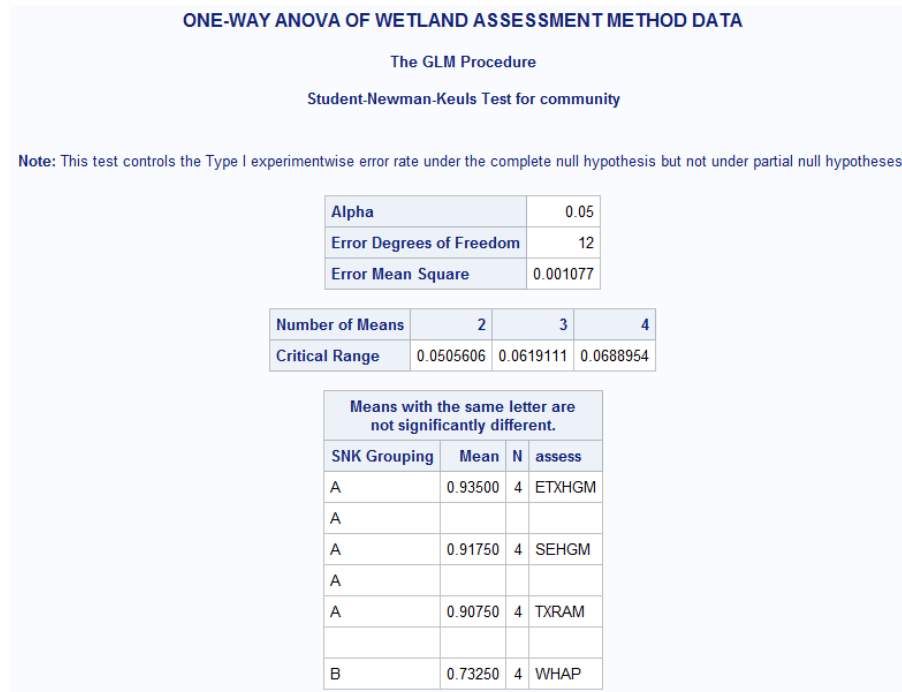 ONE-WAY ANOVA OF WETLAND ASSESSMENT METHOD DATA
The GLM Procedure
Student-Newman-Keuls Test for community
Note: This test controls the Type I experimentwise error rate under the complete null hypothesis but not under partial null hypotheses
Alpha 0.05
Error Degrees of Freedom 12
Error Mean Square 0.001077
Number of Means 2 3 4
Critical Range 0.0505606 0.0619111 0.0688954
Means with the same letter are
not significantly different.
SNK Grouping Mean N assess
A 0.93500 4 ETXHGM
A
A 0.91750 4 SEHGM
A
A 0.90750 4 TXRAM
B 0.73250 4 WHAP